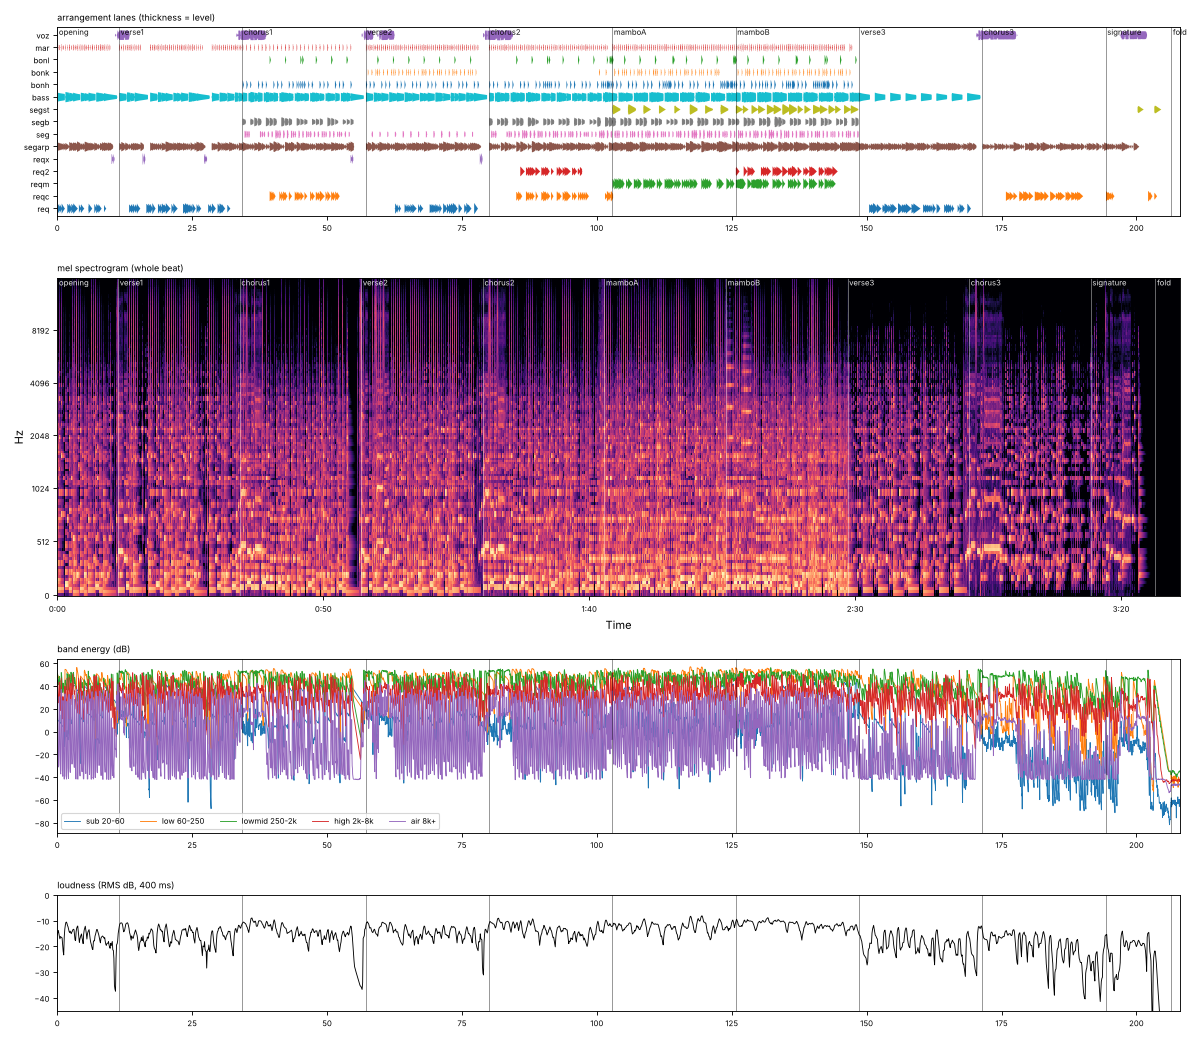 arrangement lanes (thickness = level)
opening verse1 chorus1 verse2 chorus2 mamboA mamboB verse3 chorus3 signature fold
voz
mar
bonl
bonk
bonh
bass
segst
segb
seg
segarp
reqx
req2
reqm
reqc
req
0 25 50 75 100 125 150 175 200
mel spectrogram (whole beat)
opening verse1 chorus1 verse2 chorus2 mamboA mamboB verse3 chorus3 signature fold
8192
4096
2048
1024
512
0
Hz
0:00 0:50 1:40 2:30 3:20
Time
band energy (dB)
60
40
20
0
−20
−40
−60
−80
sub 20-60 low 60-250 lowmid 250-2k high 2k-8k air 8k+
0 25 50 75 100 125 150 175 200
loudness (RMS dB, 400 ms)
0
−10
−20
−30
−40
0 25 50 75 100 125 150 175 200